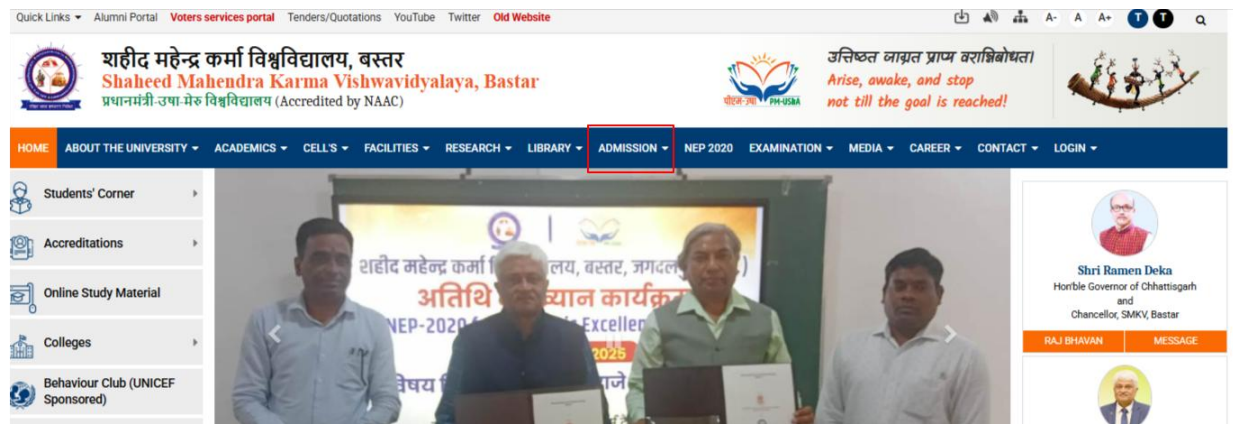 Quick Links Alumni Portal Voters services portal Tenders/Quotations YouTube Twitter Old Website A- A A+ T T
शहीद महेन्द्र कर्मा विश्वविद्यालय, बस्तर
Shaheed Mahendra Karma Vishwavidyalaya, Bastar
प्रधानमंत्री-उषा-मेरु विश्वविद्यालय (Accredited by NAAC)
पीएम-उषा PM-USHA
उत्तिष्ठत जाग्रत प्राप्य वरान्निबोधत।
Arise, awake, and stop
not till the goal is reached!
HOME ABOUT THE UNIVERSITY ACADEMICS CELL'S FACILITIES RESEARCH LIBRARY ADMISSION NEP 2020 EXAMINATION MEDIA CAREER CONTACT LOGIN
Students' Corner
Accreditations
Online Study Material
Colleges
Behaviour Club (UNICEF
Sponsored)
शहीद महेन्द्र कर्मा बस्तर,
अतिथि
NEP-2020
2025
विषय
Shri Ramen Deka
Hon'ble Governor of Chhattisgarh
and
Chancellor, SMKV, Bastar
RAJ BHAVAN MESSAGE